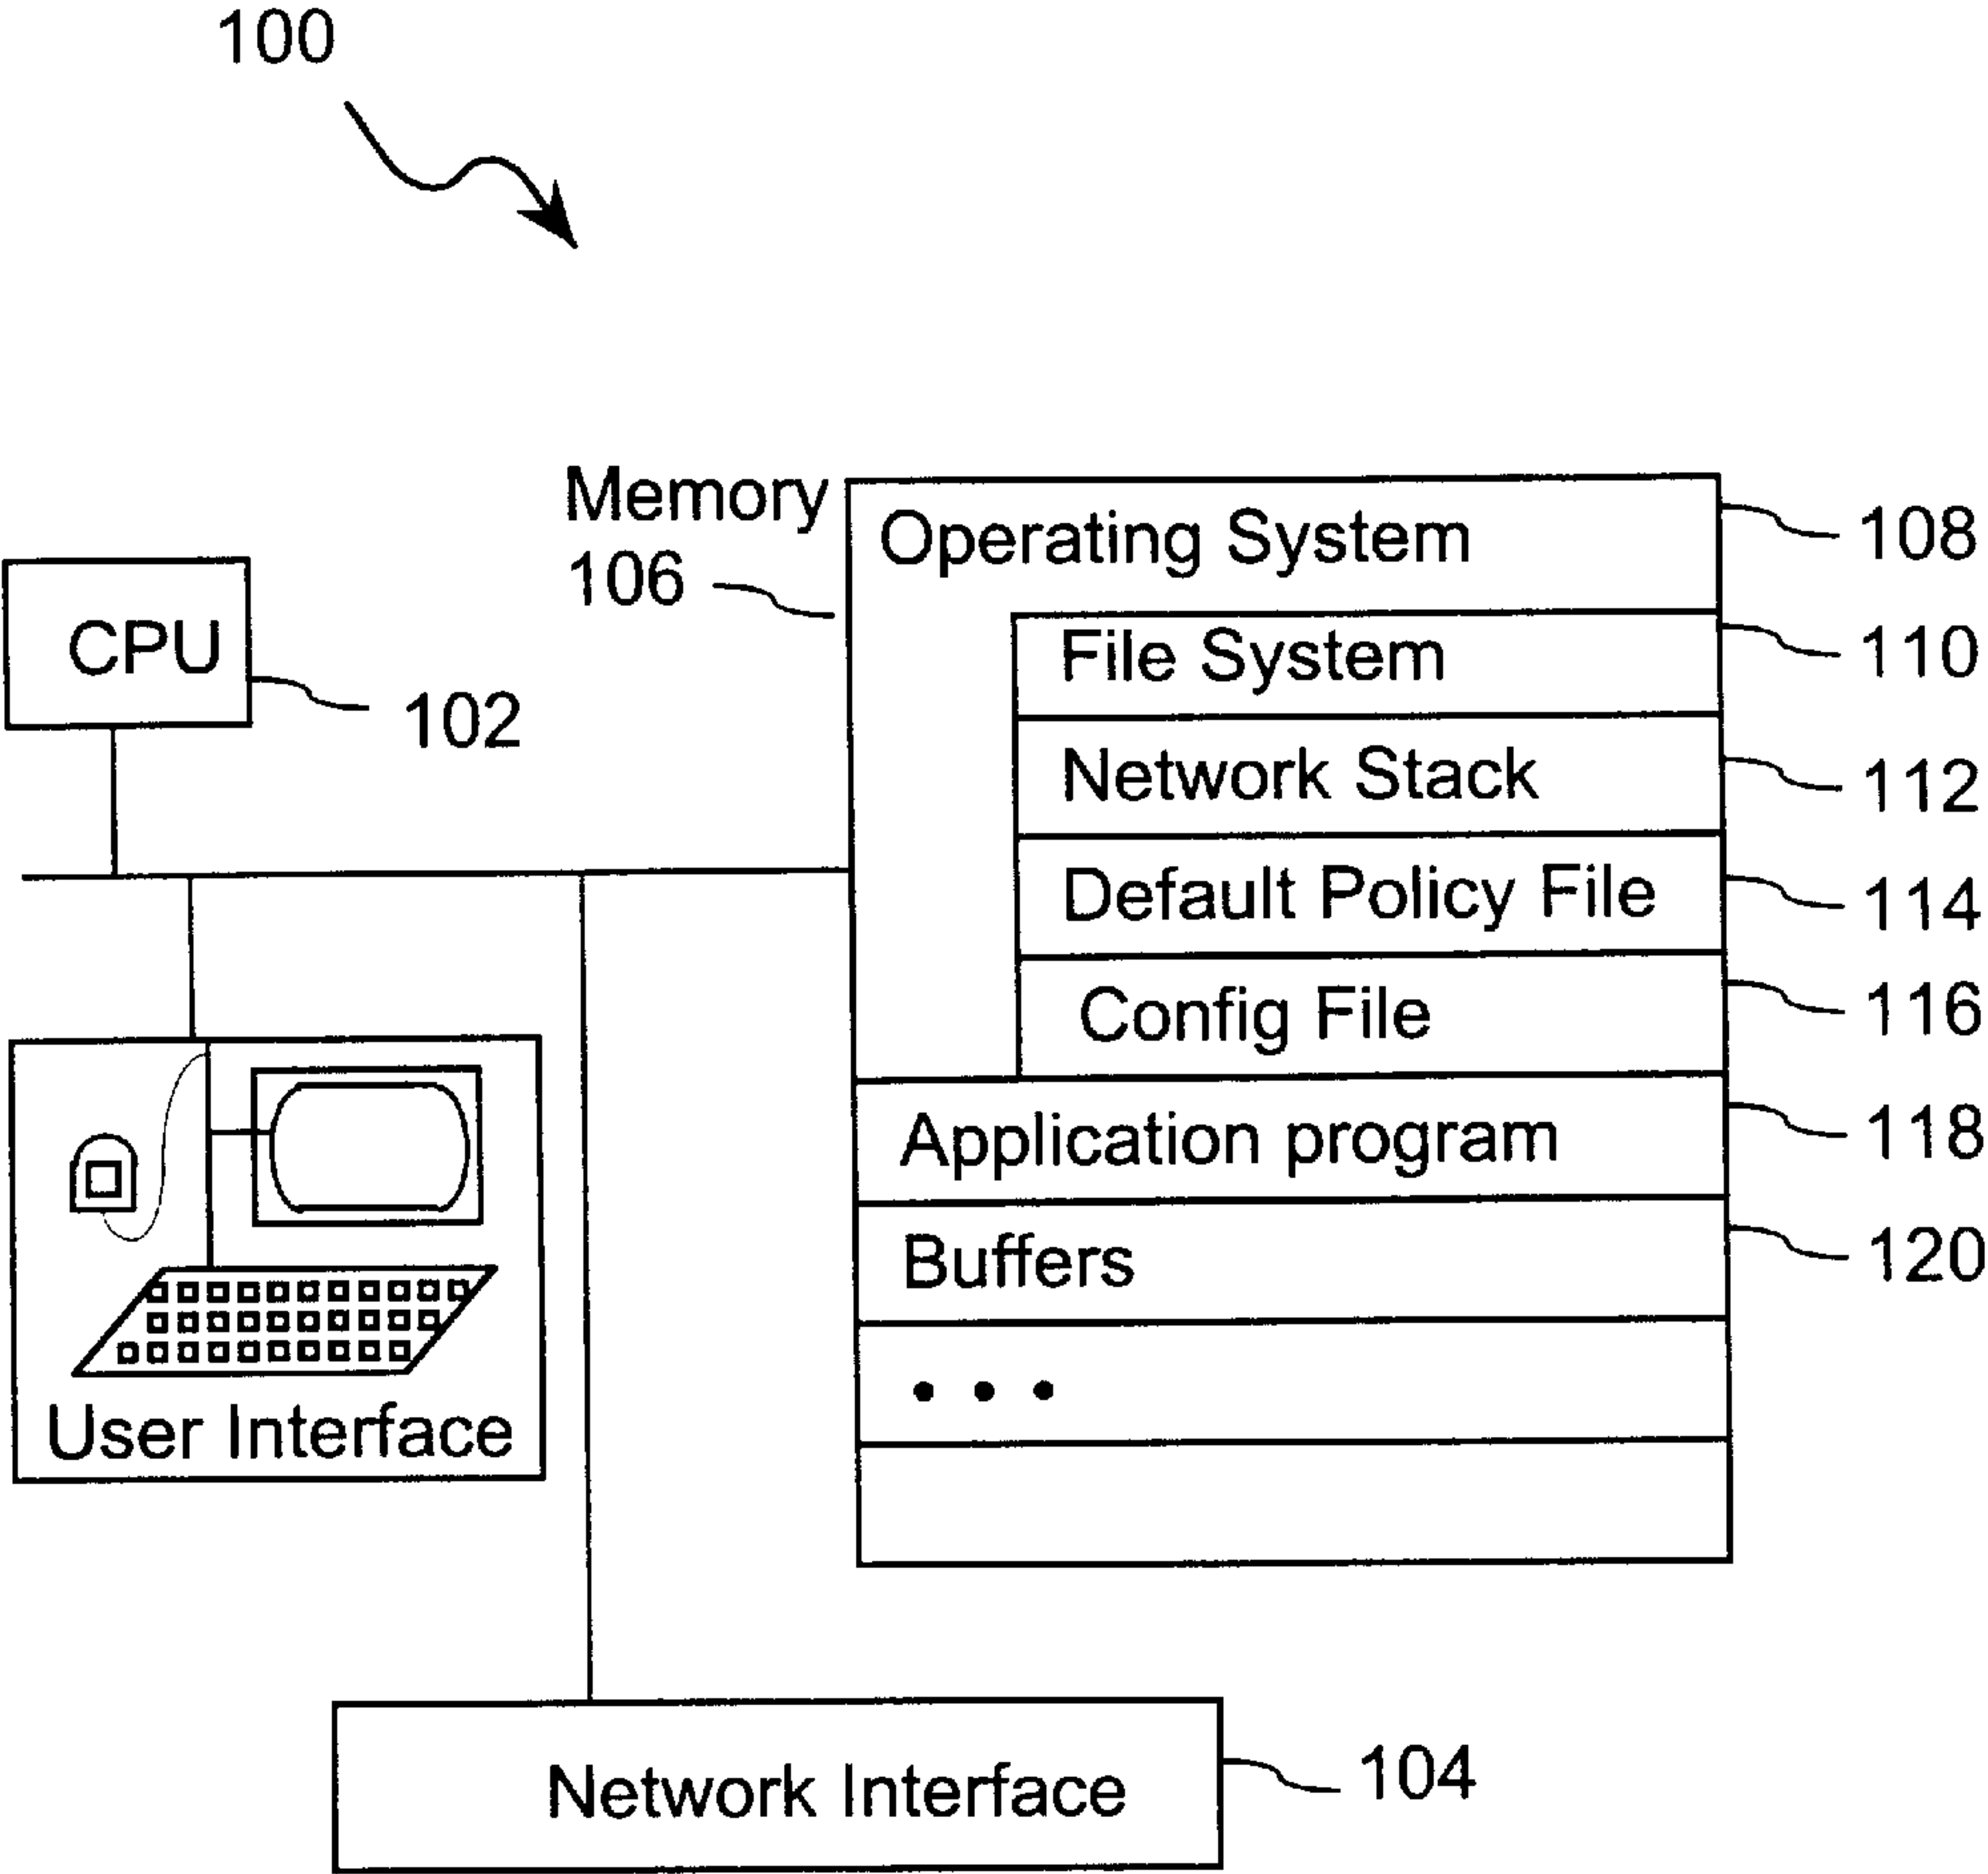 100
Memory
106
Operating System
108
File System
110
CPU
102
Network Stack
112
Default Policy File
114
Config File
116
Application program
118
Buffers
120
• • •
User Interface
Network Interface
104